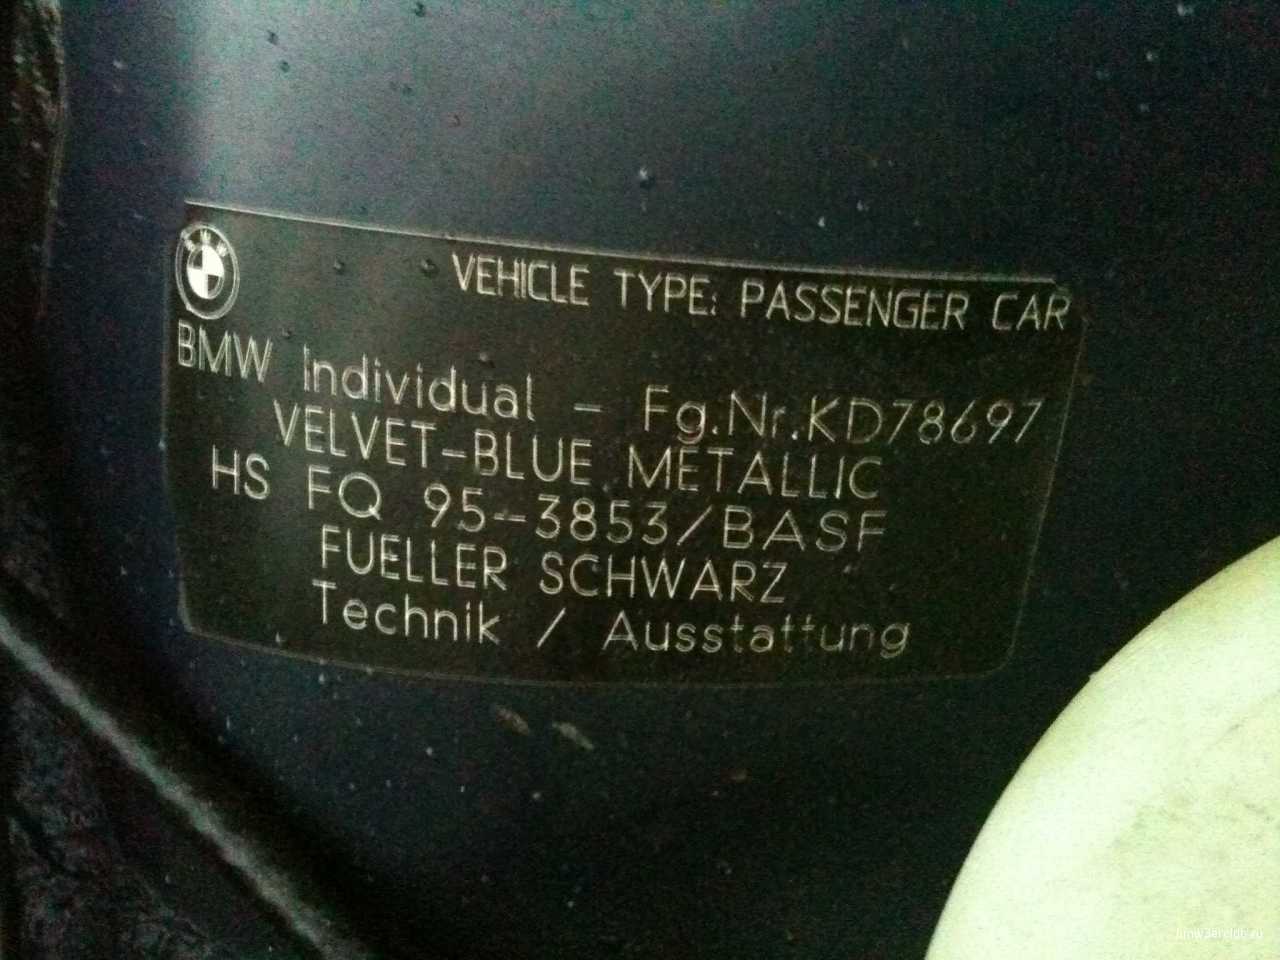 VEHICLE TYPE: PASSENGER CAR
BMW Individual - Fg.Nr.KD78697
VELVET-BLUE METALLIC
HS FQ 95-3853/BASF
FUELLER SCHWARZ
Technik / Ausstattung